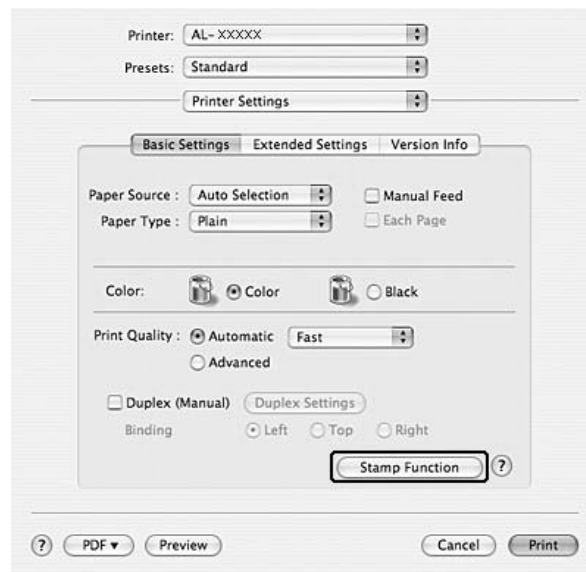 Printer: AL- XXXXX
Presets: Standard
Printer Settings
Basic Settings Extended Settings Version Info
Paper Source : Auto Selection Manual Feed
Paper Type : Plain Each Page
Color: Color Black
Print Quality : Automatic Fast
Advanced
Duplex (Manual) Duplex Settings
Binding Left Top Right
Stamp Function ?
? PDF ▼ Preview Cancel Print